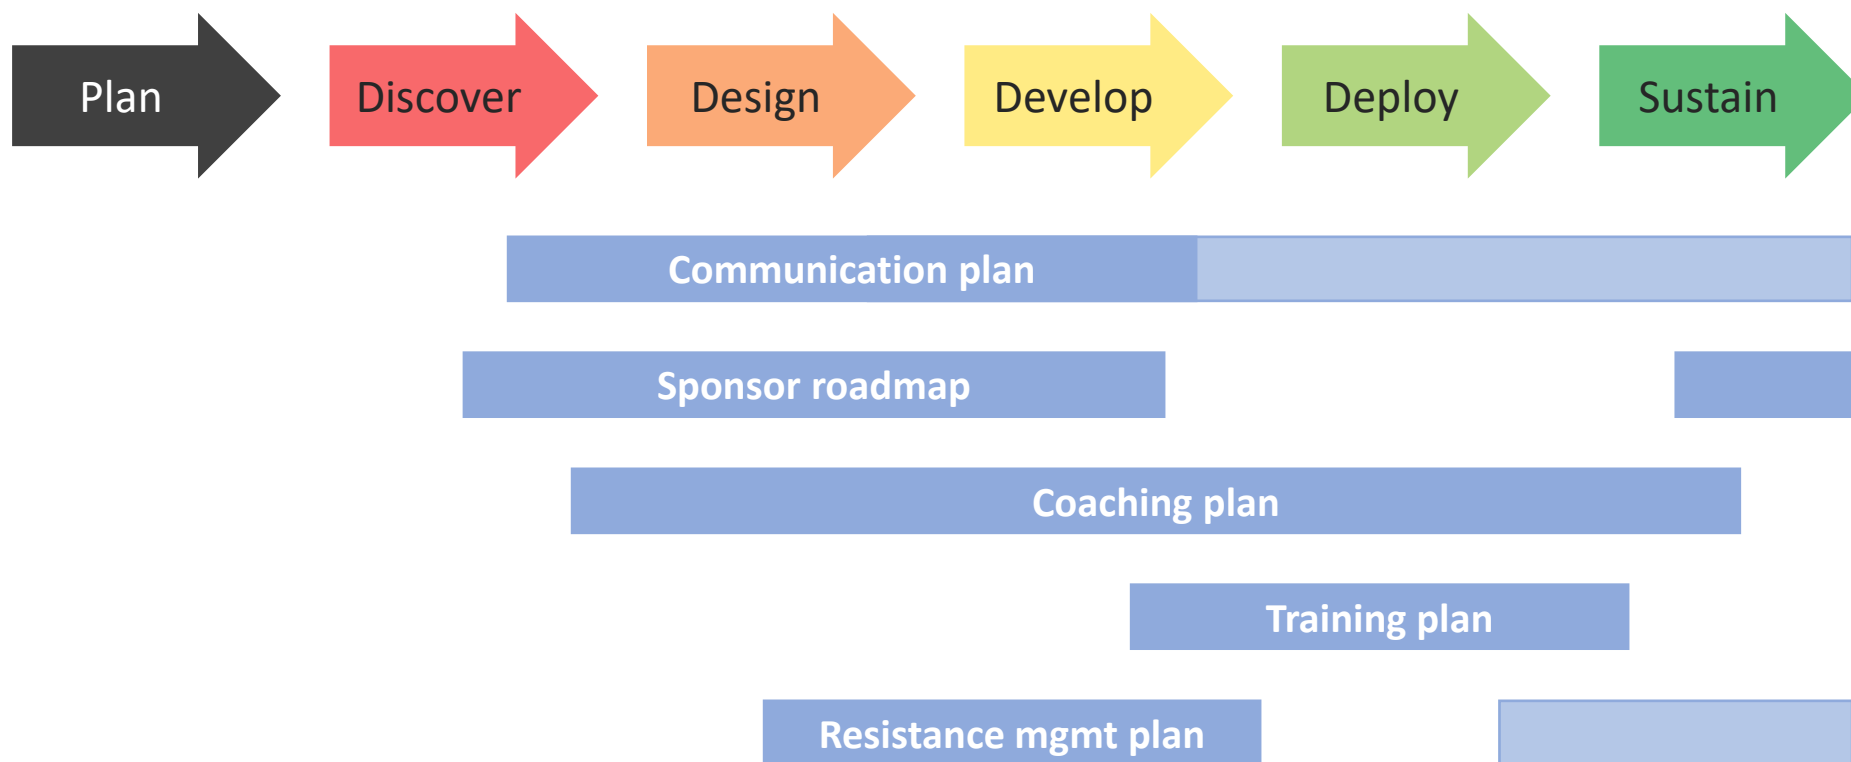 Plan
Discover
Design
Develop
Deploy
Sustain
Communication plan
Sponsor roadmap
Coaching plan
Training plan
Resistance mgmt plan